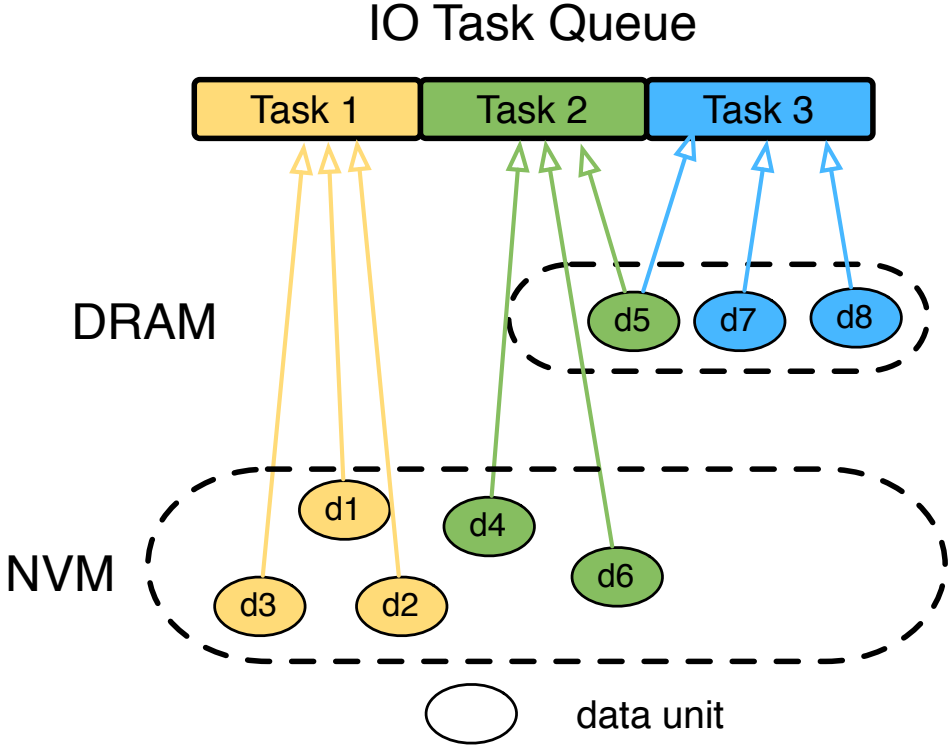 IO Task Queue
Task 1 Task 2 Task 3
DRAM
d5 d7 d8
NVM
d1
d4
d6
d3 d2
data unit